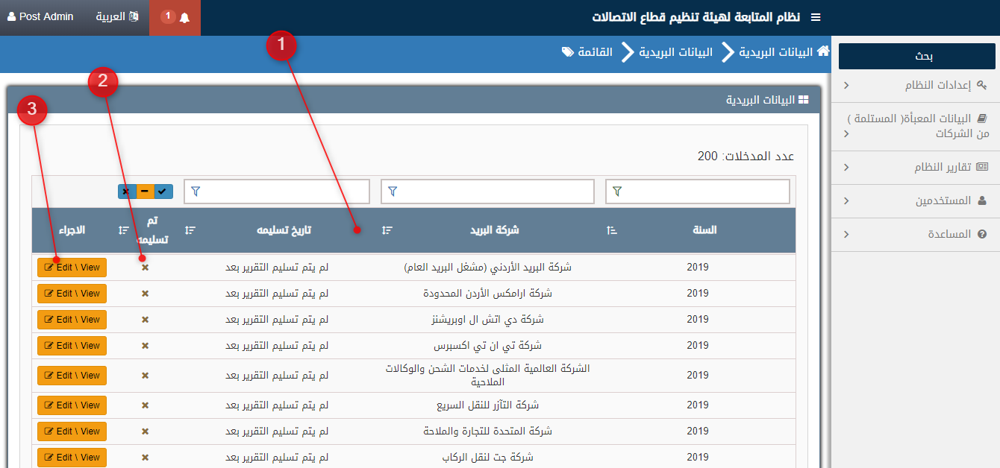 نظام المتابعة لهيئة تنظيم قطاع الاتصالات
1
العربية
Post Admin
بحث
إعدادات النظام
البيانات المعبأة( المستلمة )
من الشركات
تقارير النظام
المستخدمين
المساعدة
البيانات البريدية
البيانات البريدية
القائمة
1
2
3
البيانات البريدية
عدد المدخلات: 200
السنة شركة البريد تاريخ تسليمه تم تسليمه الاجراء
2019 شركة البريد الأردني (مشغل البريد العام) لم يتم تسليم التقرير بعد Edit \ View
2019 شركة ارامكس الأردن المحدودة لم يتم تسليم التقرير بعد Edit \ View
2019 شركة دي اتش ال اوبريشنز لم يتم تسليم التقرير بعد Edit \ View
2019 شركة تي ان تي اكسبرس لم يتم تسليم التقرير بعد Edit \ View
2019 الشركة العالمية المثلى لخدمات الشحن والوكالات الملاحية لم يتم تسليم التقرير بعد Edit \ View
2019 شركة التآزر للنقل السريع لم يتم تسليم التقرير بعد Edit \ View
2019 شركة المتحدة للتجارة والملاحة لم يتم تسليم التقرير بعد Edit \ View
2019 شركة جت لنقل الركاب لم يتم تسليم التقرير بعد Edit \ View